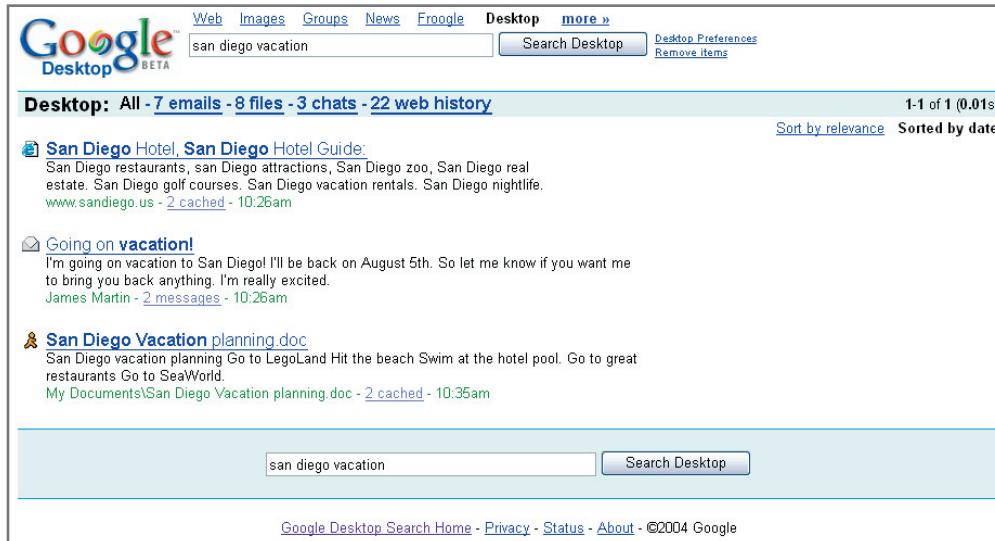 Web Images Groups News Froogle Desktop more »
Google™
Desktop BETA
san diego vacation Search Desktop Desktop Preferences
Remove items
Desktop: All - 7 emails - 8 files - 3 chats - 22 web history 1-1 of 1 (0.01s
Sort by relevance Sorted by date
San Diego Hotel, San Diego Hotel Guide:
San Diego restaurants, san Diego attractions, San Diego zoo, San Diego real
estate. San Diego golf courses. San Diego vacation rentals. San Diego nightlife.
www.sandiego.us - 2 cached - 10:26am
Going on vacation!
I'm going on vacation to San Diego! I'll be back on August 5th. So let me know if you want me
to bring you back anything. I'm really excited.
James Martin - 2 messages - 10:26am
San Diego Vacation planning.doc
San Diego vacation planning Go to LegoLand Hit the beach Swim at the hotel pool. Go to great
restaurants Go to SeaWorld.
My Documents\San Diego Vacation planning.doc - 2 cached - 10:35am
san diego vacation Search Desktop
Google Desktop Search Home - Privacy - Status - About - ©2004 Google